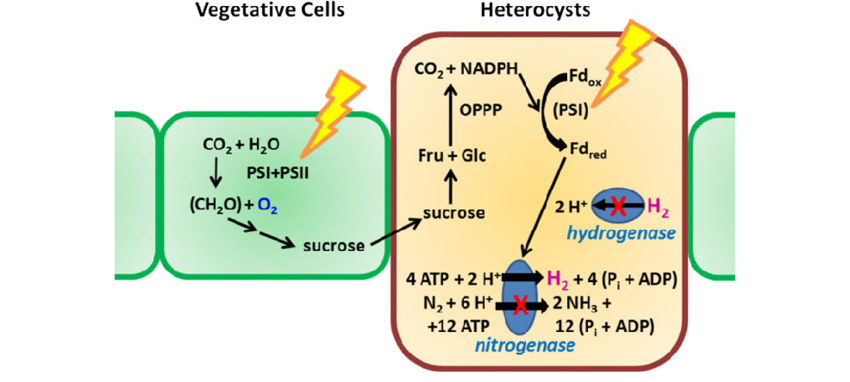 Vegetative Cells
Heterocysts
CO₂ + H₂O
PSI+PSII
(CH₂O) + O₂
sucrose
CO₂ + NADPH
OPPP
Fru + Glc
sucrose
Fdox
(PSI)
Fdred
2 H⁺ X H₂
hydrogenase
4 ATP + 2 H⁺ H₂ + 4 (Pi + ADP)
N₂ + 6 H⁺ X 2 NH₃ +
+12 ATP 12 (Pi + ADP)
nitrogenase